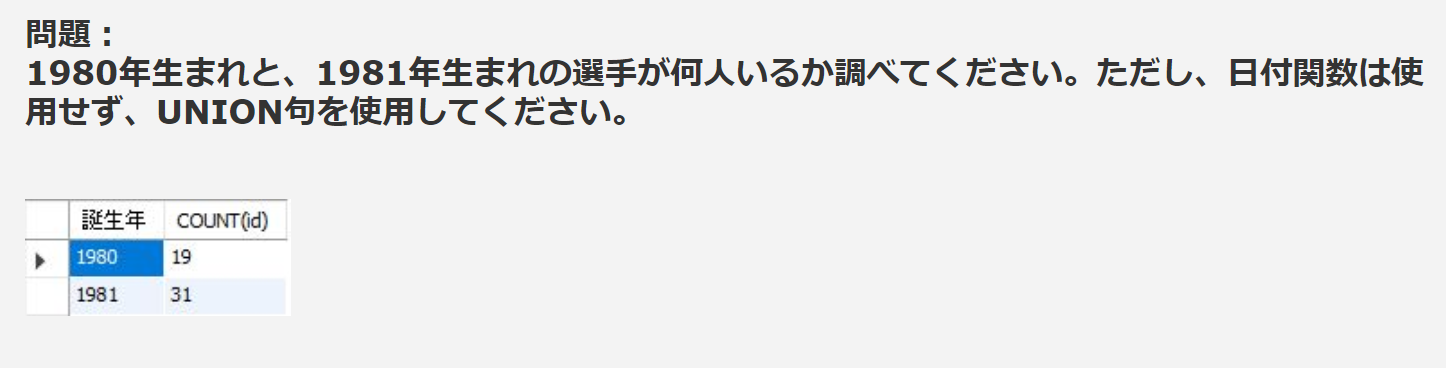 問題：
1980年生まれと、1981年生まれの選手が何人いるか調べてください。ただし、日付関数は使
用せず、UNION句を使用してください。
誕生年 COUNT(id)
1980 19
1981 31